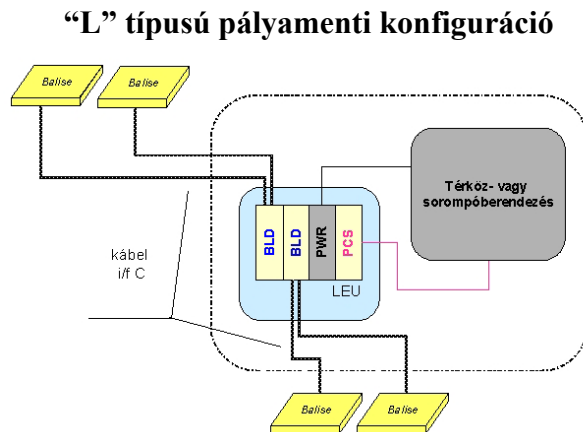 “L” típusú pályamenti konfiguráció
Balise
Balise
Térköz- vagy
sorompóberendezés
BLD
BLD
PWR
PCS
LEU
kábel
i/f C
Balise
Balise